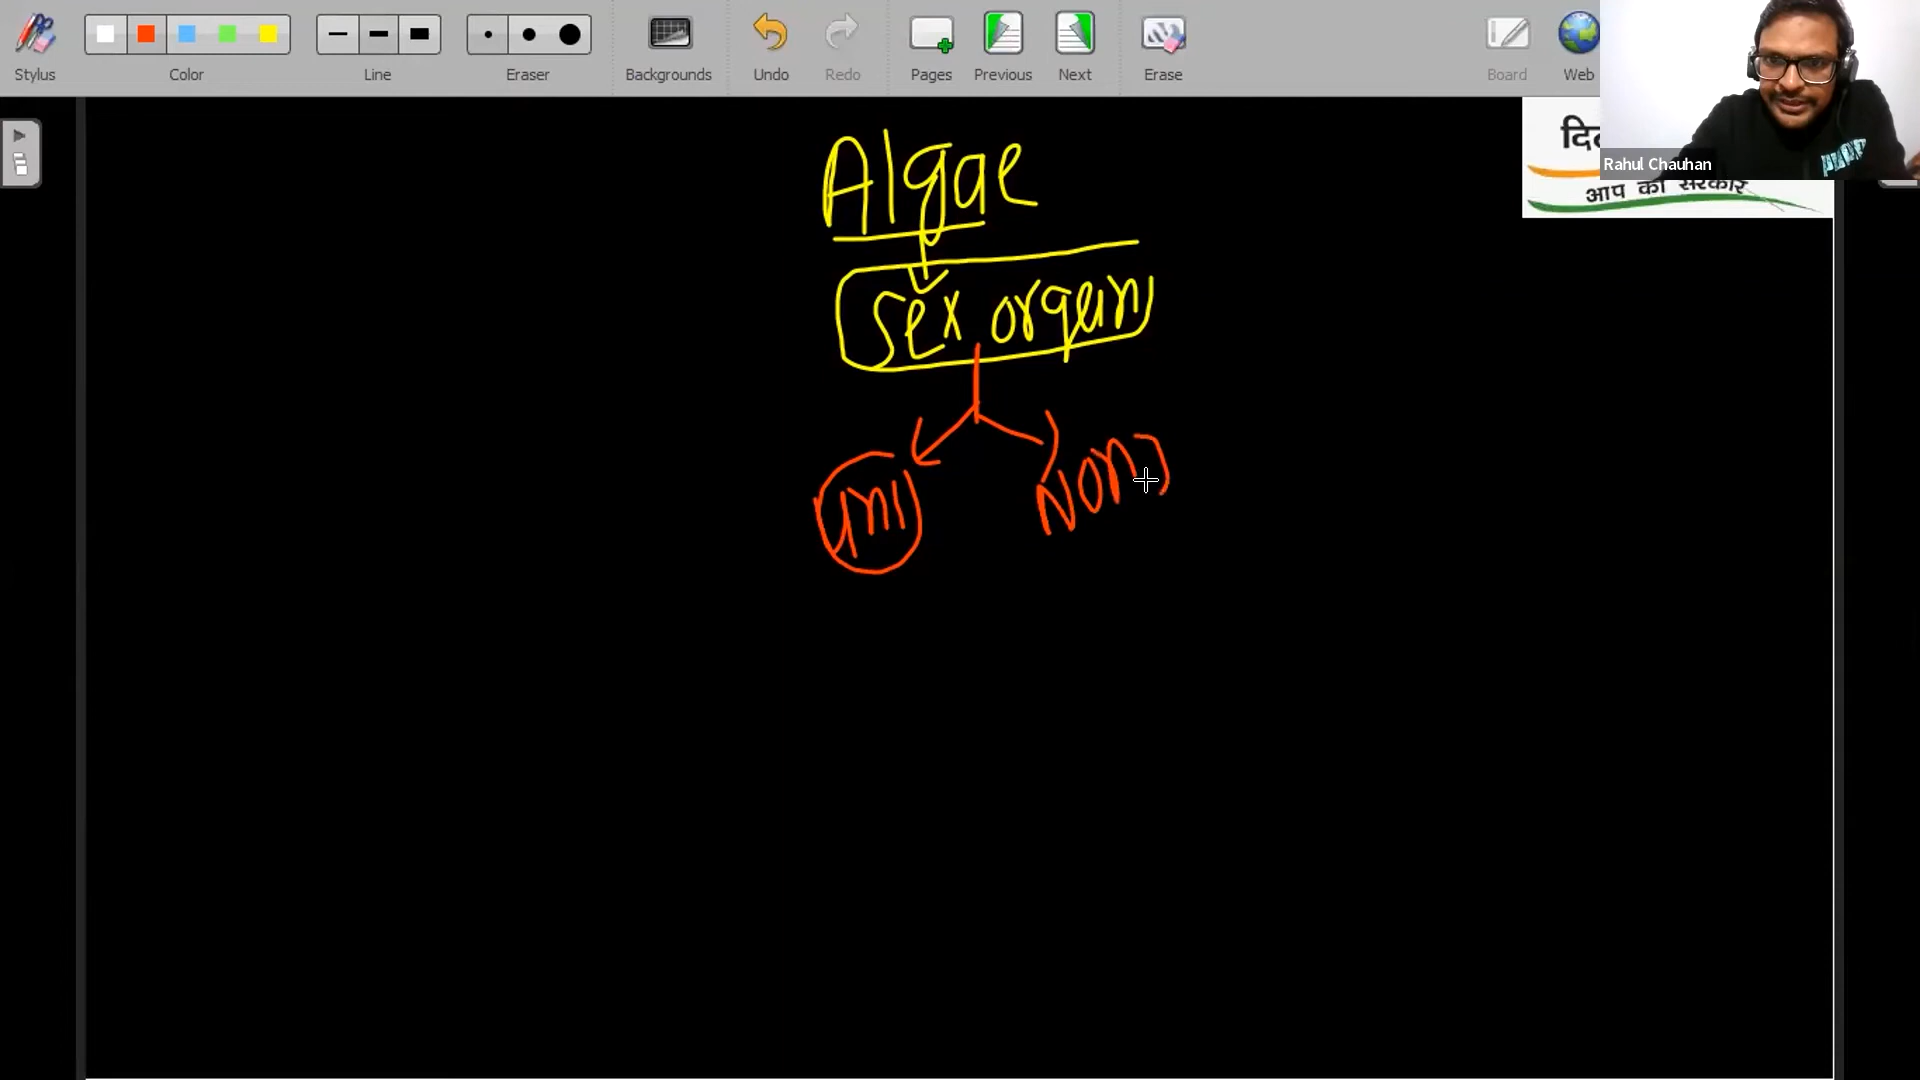 Stylus
Color
Line
Eraser
Backgrounds
Undo
Redo
Pages
Previous
Next
Erase
Board
Web
Rahul Chauhan
आप की सरकार
Algae
Sex organ
uni
Non